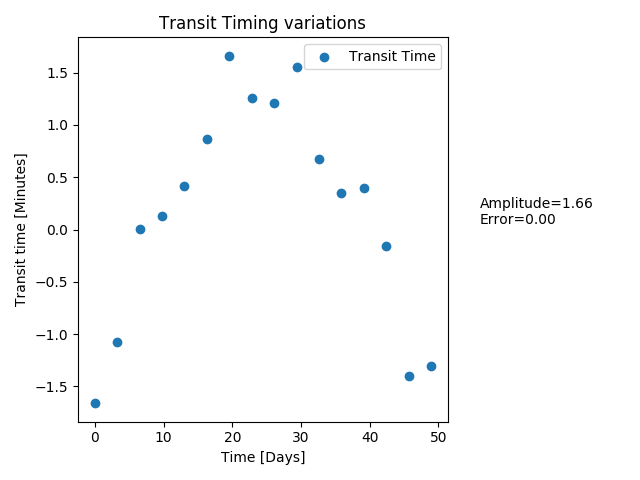 Transit Timing variations
Transit Time
1.5
1.0
0.5
0.0
−0.5
−1.0
−1.5
Transit time [Minutes]
0
10
20
30
40
50
Time [Days]
Amplitude=1.66
Error=0.00